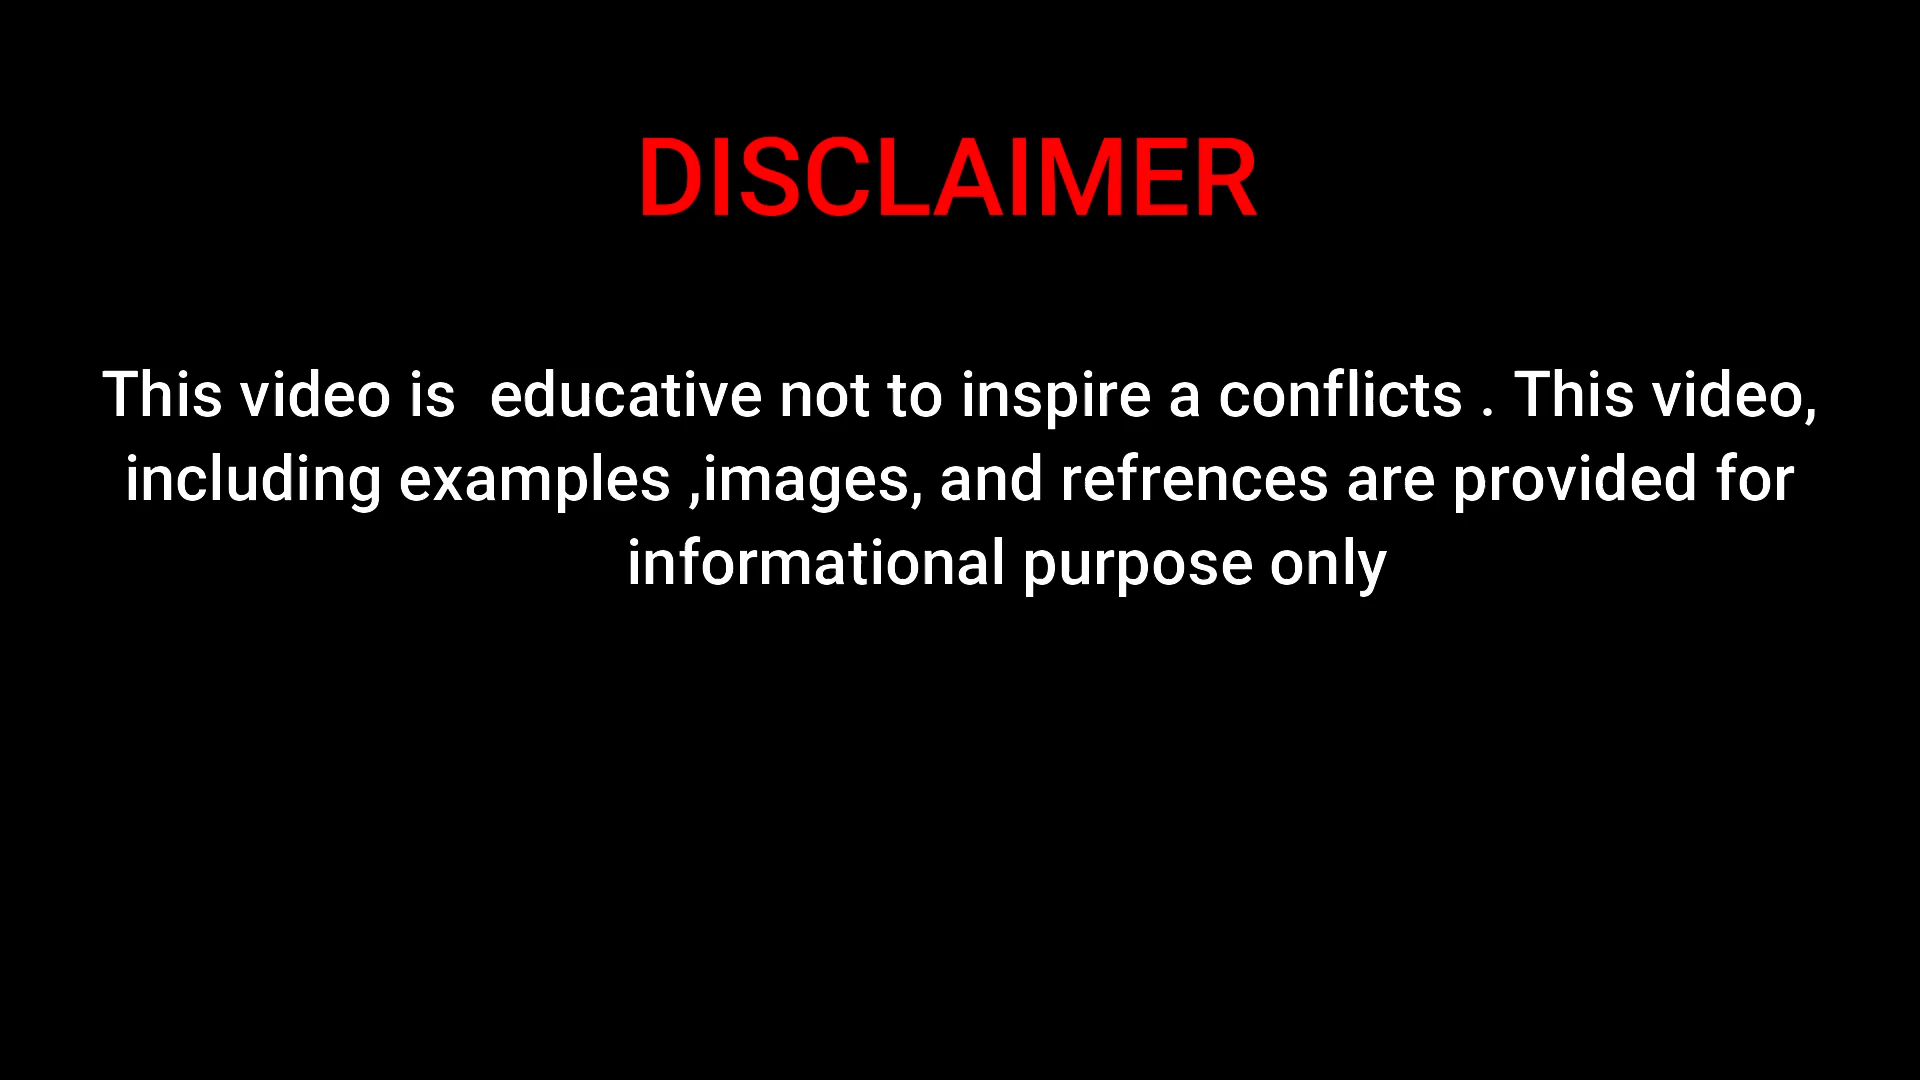 DISCLAIMER
This video is  educative not to inspire a conflicts . This video,
including examples ,images, and refrences are provided for
informational purpose only